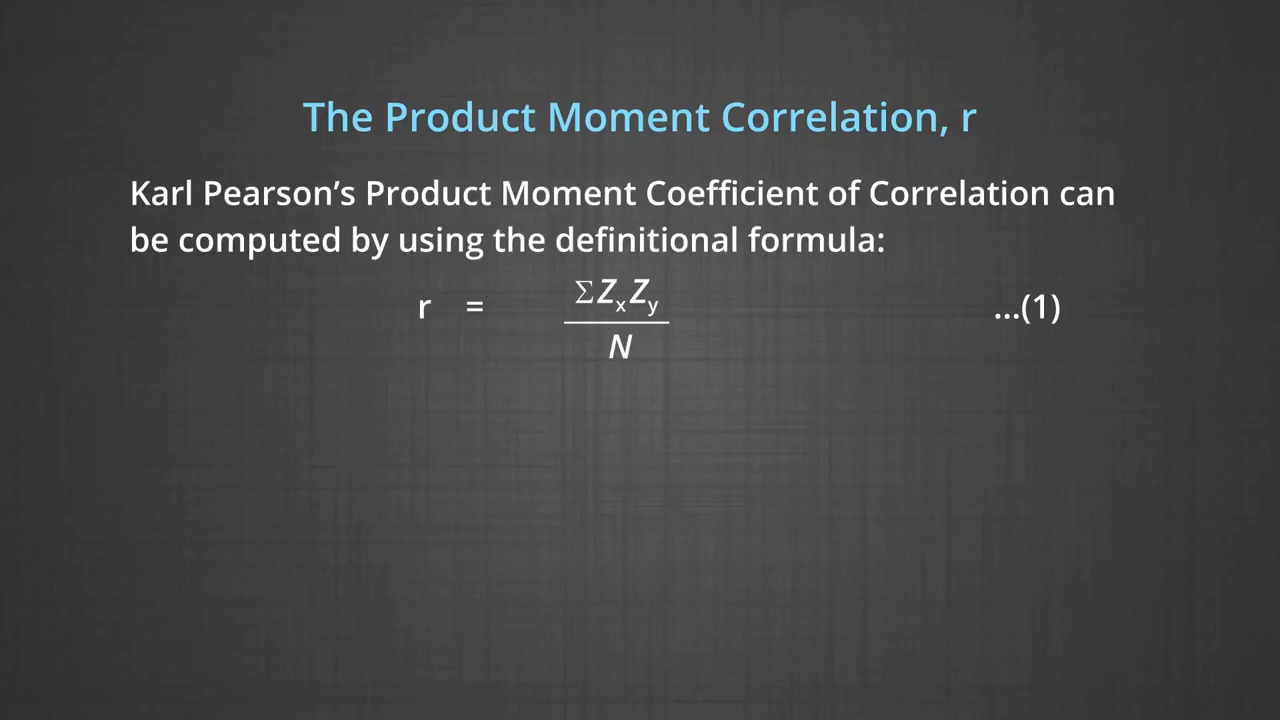 The Product Moment Correlation, r
Karl Pearson’s Product Moment Coefficient of Correlation can
be computed by using the definitional formula:
r = ΣZxZy / N ...(1)